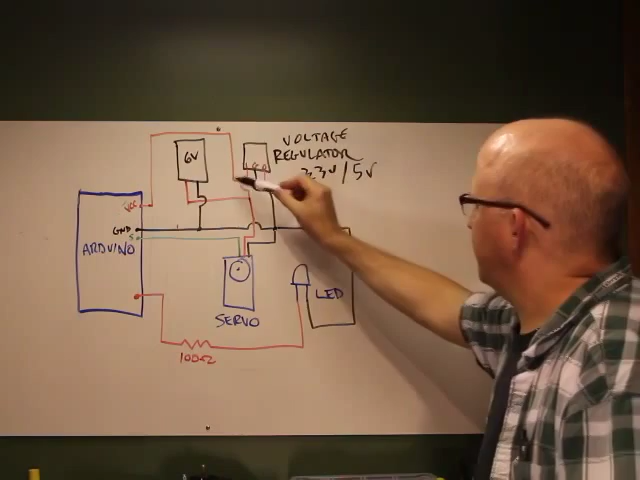 VOLTAGE
REGULATOR
3.3V/5V
6V
VCC
GND
ARDUINO
LED
SERVO
100Ω